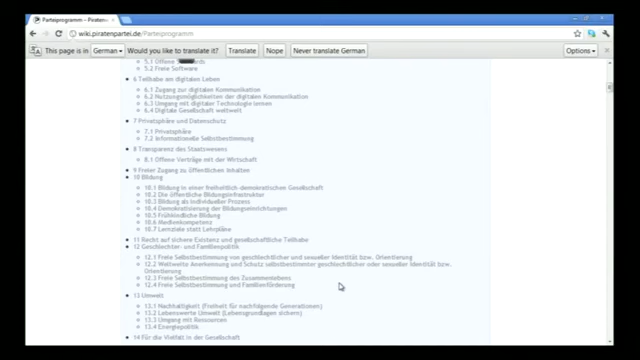 Parteiprogramm – Piratenw
wiki.piratenpartei.de/Parteiprogramm
This page is in German Would you like to translate it? Translate Nope Never translate German Options
5.1 Offene
5.2 Freie Software
6 Teilhabe am digitalen Leben
6.1 Zugang zur digitalen Kommunikation
6.2 Nutzungsmöglichkeiten der digitalen Kommunikation
6.3 Umgang mit digitaler Technologie lernen
6.4 Digitale Gesellschaft weltweit
7 Privatsphäre und Datenschutz
7.1 Privatsphäre
7.2 Informationelle Selbstbestimmung
8 Transparenz des Staatswesens
8.1 Offene Verträge mit der Wirtschaft
9 Freier Zugang zu öffentlichen Inhalten
10 Bildung
10.1 Bildung in einer freiheitlich-demokratischen Gesellschaft
10.2 Die öffentliche Bildungsinfrastruktur
10.3 Bildung als individueller Prozess
10.4 Demokratisierung der Bildungseinrichtungen
10.5 Frühkindliche Bildung
10.6 Medienkompetenz
10.7 Lernziele statt Lehrpläne
11 Recht auf sichere Existenz und gesellschaftliche Teilhabe
12 Geschlechter- und Familienpolitik
12.1 Freie Selbstbestimmung von geschlechtlicher und sexueller Identität bzw. Orientierung
12.2 Weltweite Anerkennung und Schutz selbstbestimmter geschlechtlicher oder sexueller Identität bzw.
Orientierung
12.3 Freie Selbstbestimmung des Zusammenlebens
12.4 Freie Selbstbestimmung und Familienförderung
13 Umwelt
13.1 Nachhaltigkeit (Freiheit für nachfolgende Generationen)
13.2 Lebenswerte Umwelt (Lebensgrundlagen sichern)
13.3 Umgang mit Ressourcen
13.4 Energiepolitik
14 Für die Vielfalt in der Gesellschaft